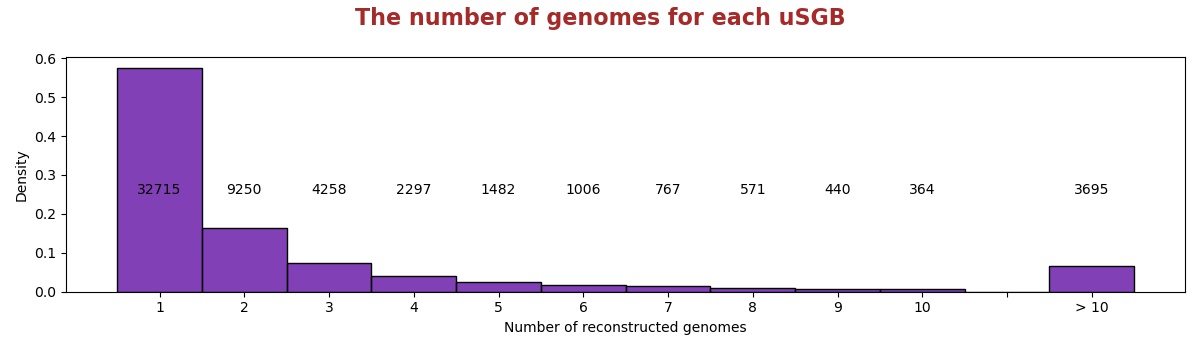 The number of genomes for each uSGB
0.6
0.5
0.4
0.3
0.2
0.1
0.0
Density
32715 9250 4258 2297 1482 1006 767 571 440 364 3695
1 2 3 4 5 6 7 8 9 10 > 10
Number of reconstructed genomes